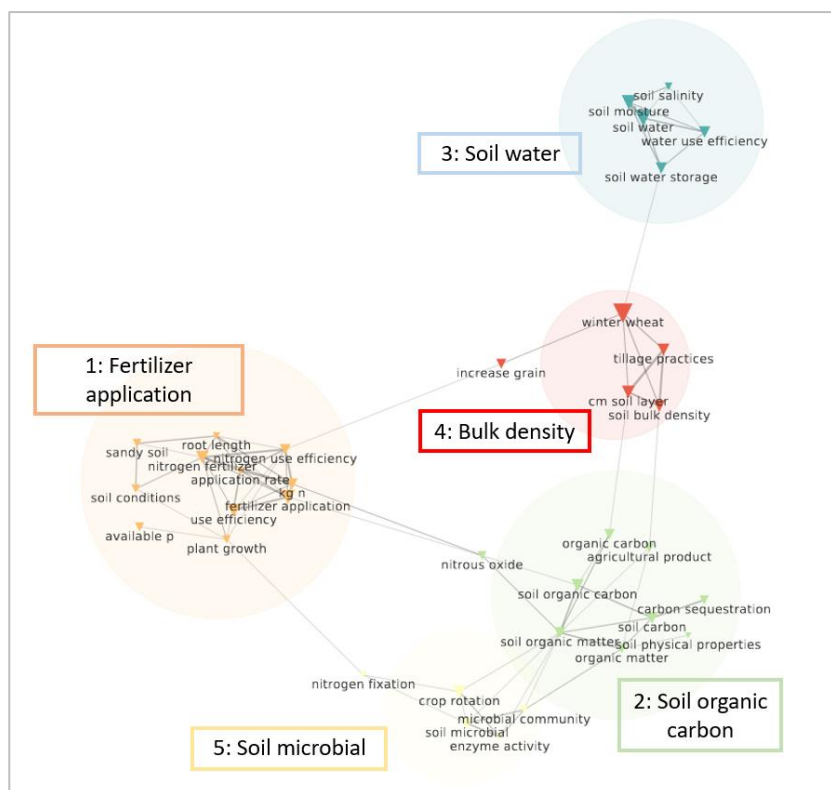 soil salinity
soil moisture
soil water
water use efficiency
3: Soil water
soil water storage
winter wheat
tillage practices
increase grain
1: Fertilizer
application
cm soil layer
soil bulk density
4: Bulk density
root length
sandy soil
nitrogen use efficiency
nitrogen fertilizer
application rate
kg n
soil conditions
fertilizer application
use efficiency
available p
plant growth
organic carbon
agricultural product
nitrous oxide
soil organic carbon
carbon sequestration
soil carbon
soil organic matter
soil physical properties
organic matter
nitrogen fixation
crop rotation
microbial community
soil microbial
enzyme activity
2: Soil organic
carbon
5: Soil microbial